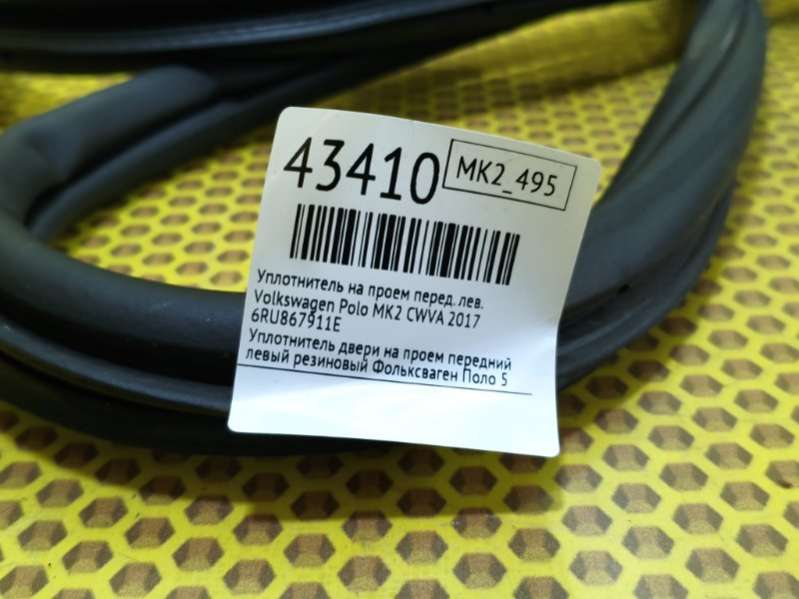 43410
MK2_495
Уплотнитель на проем перед. лев.
Volkswagen Polo MK2 CWVA 2017
6RU867911E
Уплотнитель двери на проем передний
левый резиновый Фольксваген Поло 5